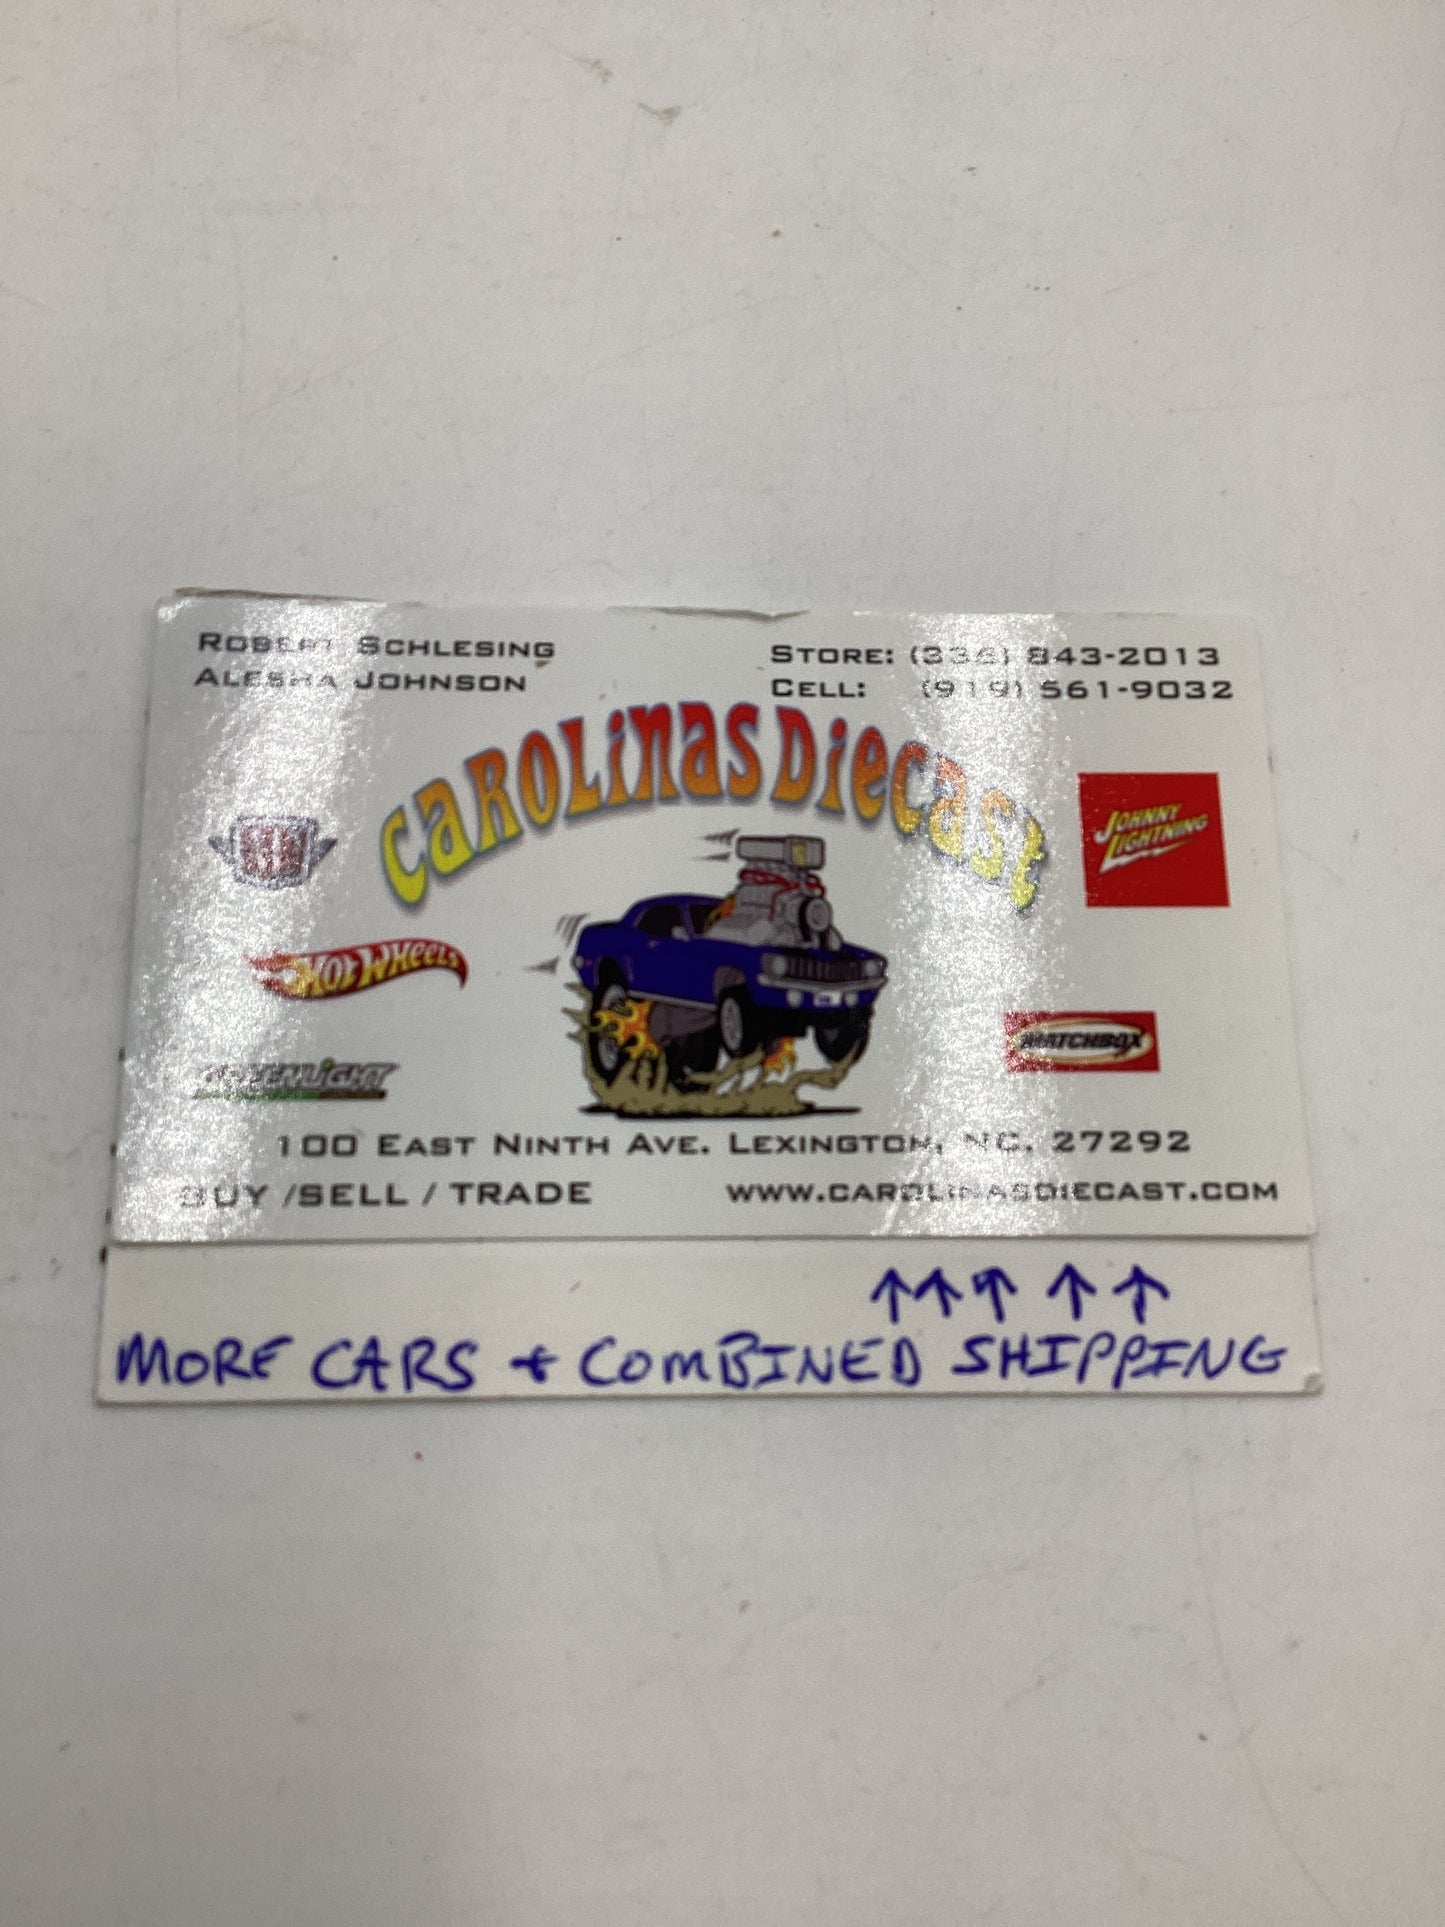 ROBERT SCHLESING
ALESHA JOHNSON
STORE: (336) 843-2013
CELL: (919) 561-9032
CAROLINAS DIECAST
JOHNNY
LIGHTNING
HOT WHEELS
MATCHBOX
GREENLIGHT
100 EAST NINTH AVE. LEXINGTON, NC. 27292
BUY /SELL / TRADE
WWW.CAROLINASDIECAST.COM
MORE CARS + COMBINED SHIPPING